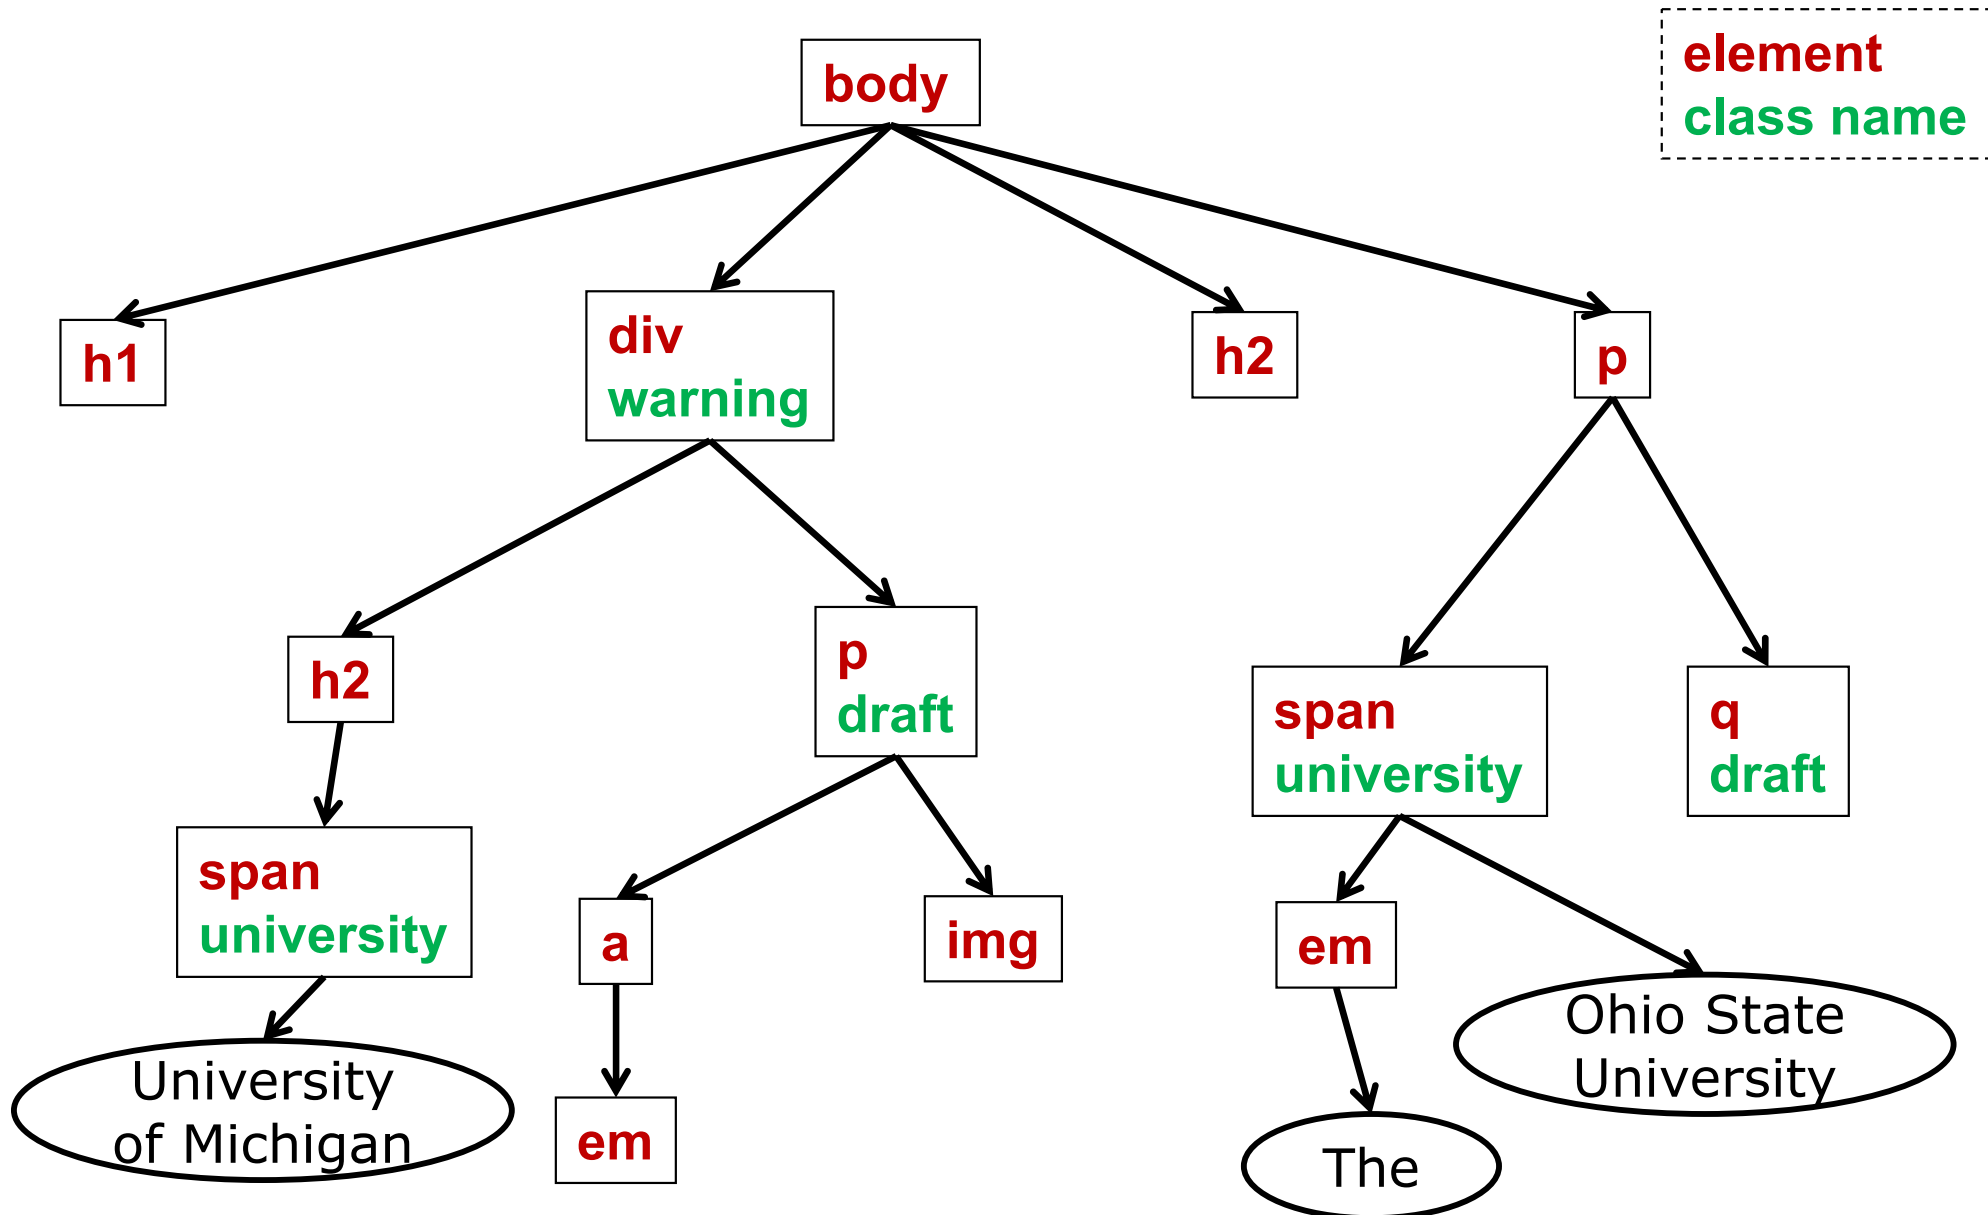 element
class name
body
h1
div
warning
h2
p
h2
p
draft
span
university
q
draft
span
university
a
img
em
Ohio State
University
University
of Michigan
em
The